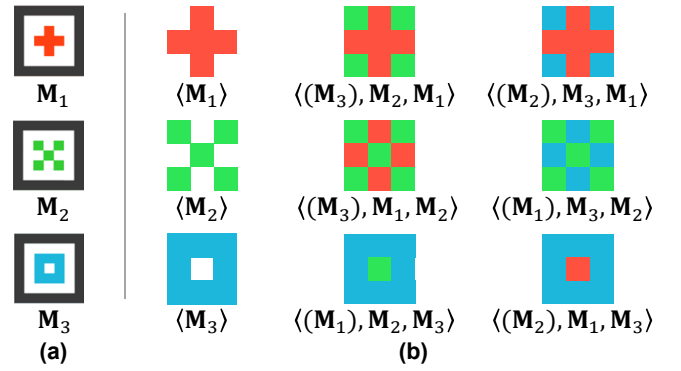 M₁ ⟨M₁⟩ ⟨(M₃), M₂, M₁⟩ ⟨(M₂), M₃, M₁⟩
M₂ ⟨M₂⟩ ⟨(M₃), M₁, M₂⟩ ⟨(M₁), M₃, M₂⟩
M₃ ⟨M₃⟩ ⟨(M₁), M₂, M₃⟩ ⟨(M₂), M₁, M₃⟩
(a) (b)